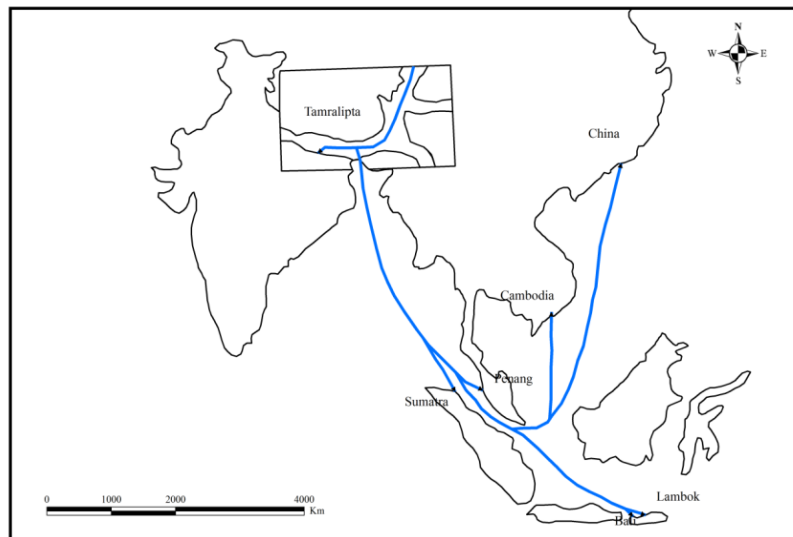 N
W E
S
Tamralipta
China
Cambodia
Penang
Sumatra
Lambok
Bali
0 1000 2000 4000
Km